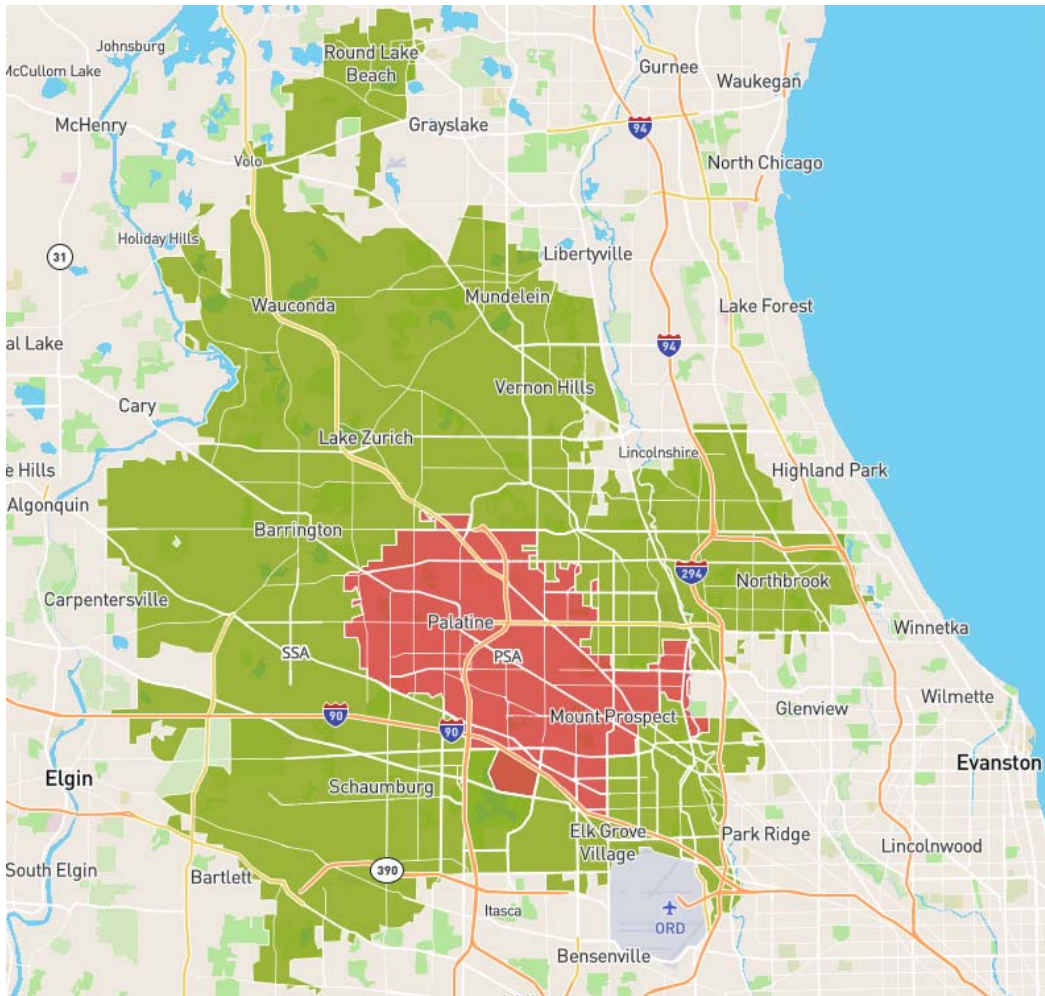 Johnsburg
Round Lake
Beach
Gurnee
McCullom Lake
Waukegan
McHenry
Grayslake
94
Volo
North Chicago
Holiday Hills
31
Libertyville
Wauconda
Mundelein
Lake Forest
al Lake
94
Vernon Hills
Cary
Lake Zurich
Lincolnshire
e Hills
Highland Park
Algonquin
Barrington
294
Northbrook
Carpentersville
Palatine
Winnetka
SSA
PSA
Wilmette
90
Mount Prospect
Glenview
90
Elgin
Evanston
Schaumburg
Elk Grove
Village
Park Ridge
Lincolnwood
South Elgin
Bartlett
390
Itasca
ORD
Bensenville